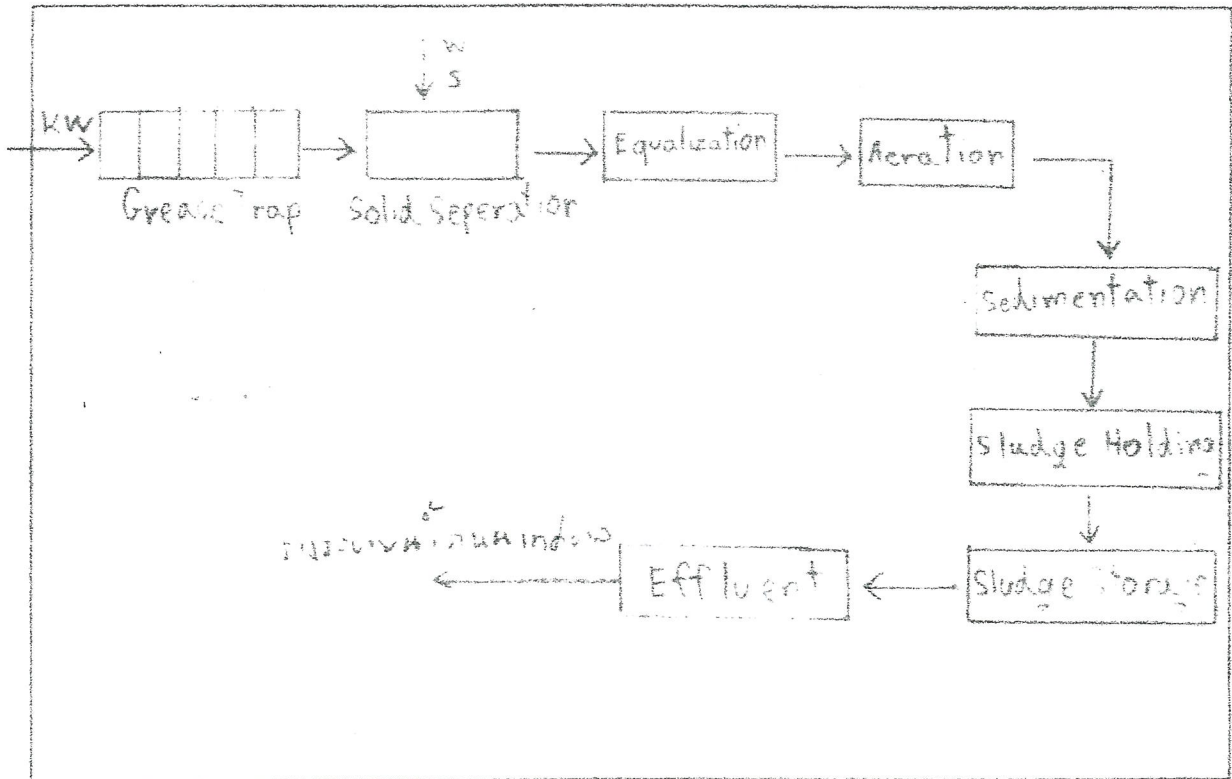 W
S
KW
Grease Trap
Solid Seperation
Equalization
Aeration
Sedimentation
Sludge Holding
Effluent
Sludge Storage